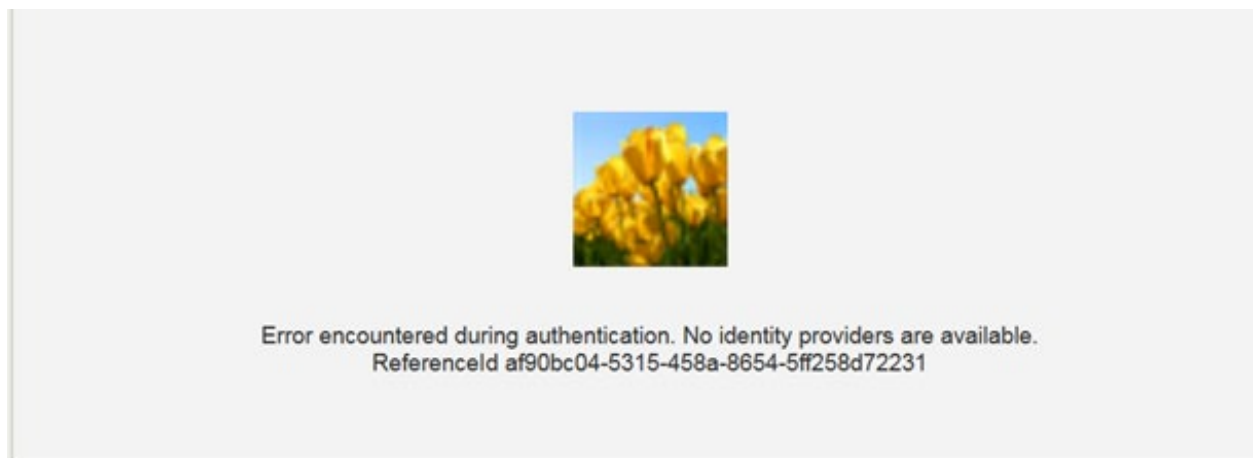 Error encountered during authentication. No identity providers are available.
ReferenceId af90bc04-5315-458a-8654-5ff258d72231